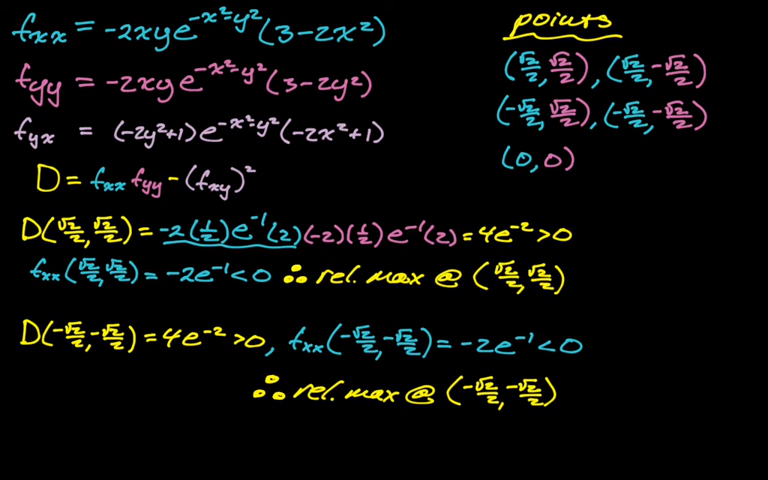 fxx = -2xye^(-x²-y²)(3-2x²)
fyy = -2xye^(-x²-y²)(3-2y²)
fyx = (-2y²+1)e^(-x²-y²)(-2x²+1)
D = fxx fyy - (fxy)²
points
(√2/2, √2/2), (√2/2, -√2/2)
(-√2/2, √2/2), (-√2/2, -√2/2)
(0, 0)
D(√2/2, √2/2) = -2(1/2)e⁻¹(2)(-2)(1/2)e⁻¹(2) = 4e⁻² > 0
fxx(√2/2, √2/2) = -2e⁻¹ < 0 ∴ rel. max @ (√2/2, √2/2)
D(-√2/2, -√2/2) = 4e⁻² > 0, fxx(-√2/2, -√2/2) = -2e⁻¹ < 0
∴ rel. max @ (-√2/2, -√2/2)